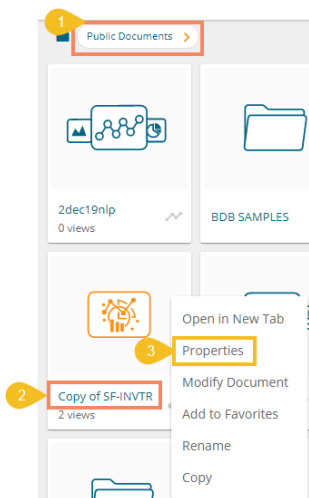 1
Public Documents >
2dec19nlp
0 views
BDB SAMPLES
Open in New Tab
3
Properties
Modify Document
2
Copy of SF-INVTR
2 views
Add to Favorites
Rename
Copy